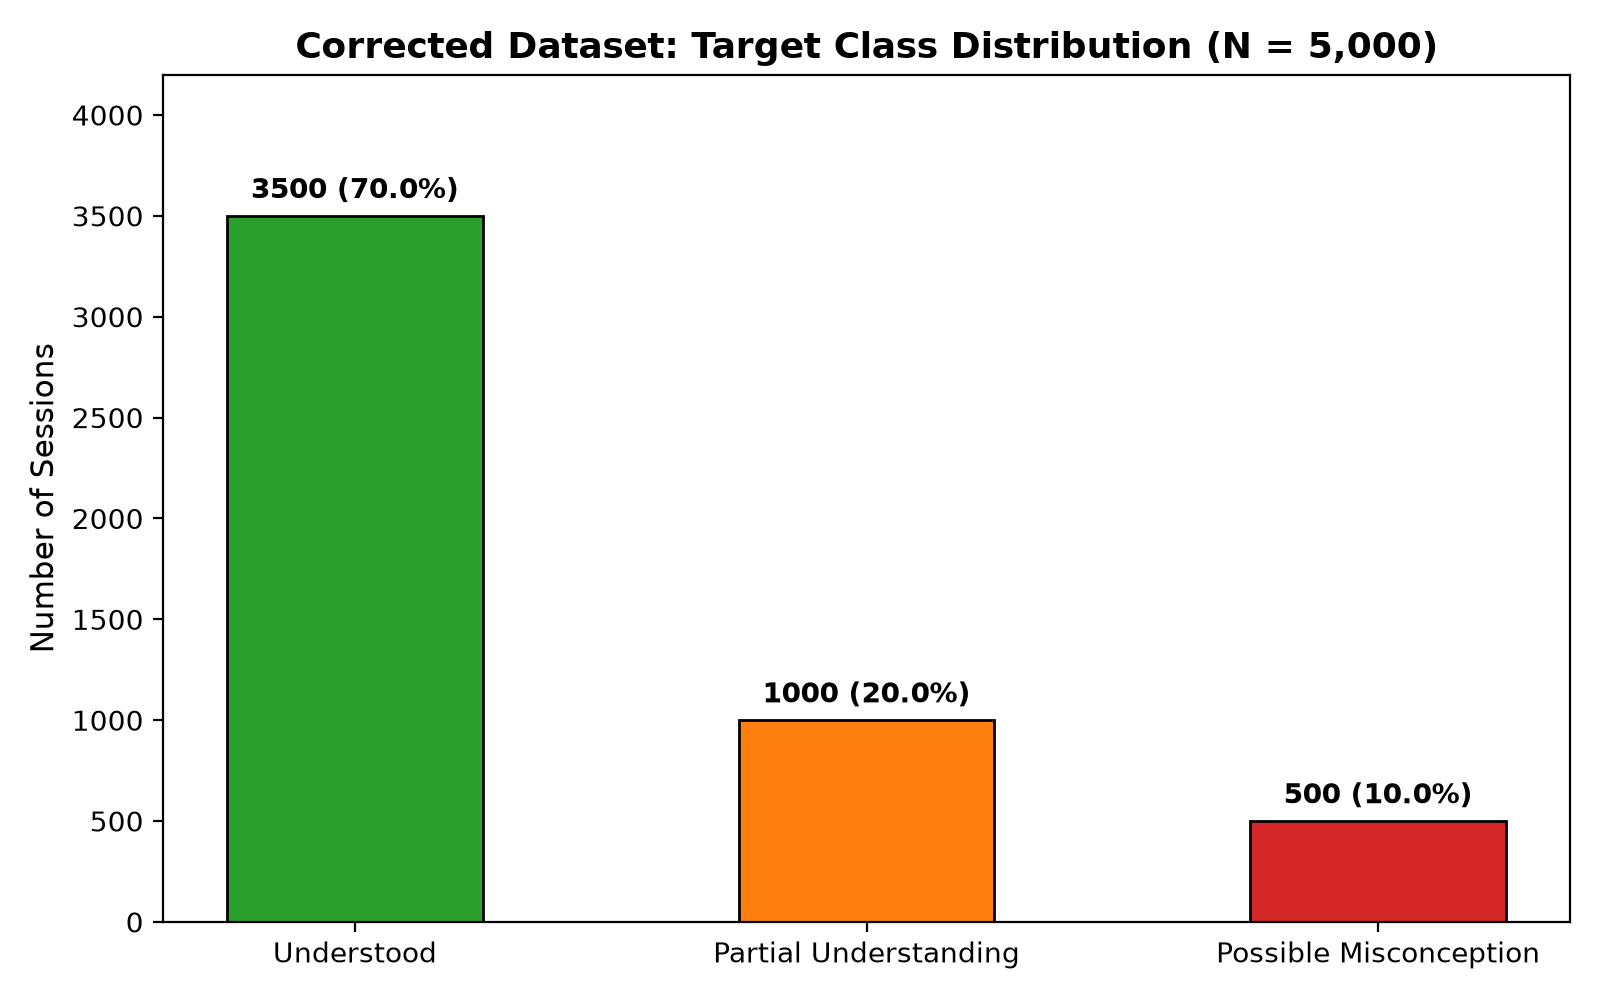 Corrected Dataset: Target Class Distribution (N = 5,000)
Number of Sessions
4000
3500
3000
2500
2000
1500
1000
500
0
3500 (70.0%)
1000 (20.0%)
500 (10.0%)
Understood
Partial Understanding
Possible Misconception